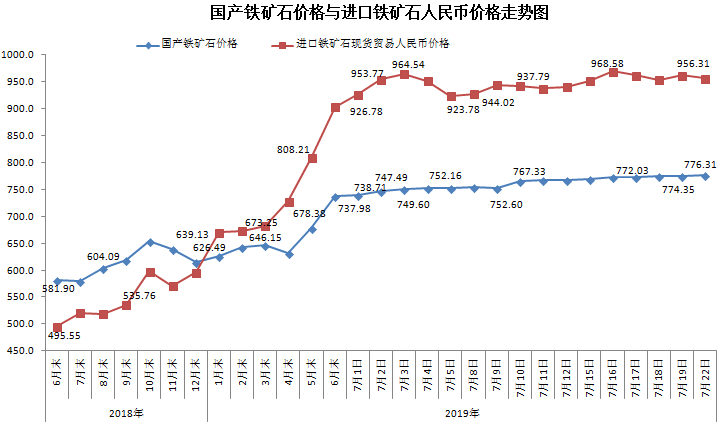 国产铁矿石价格与进口铁矿石人民币价格走势图
国产铁矿石价格 进口铁矿石现货贸易人民币价格
1000.0
950.0
900.0
850.0
800.0
750.0
700.0
650.0
600.0
550.0
500.0
450.0
953.77 964.54 968.58 956.31
926.78 923.78 944.02 937.79
808.21
581.90 604.09 639.13 626.49 673.25 646.15 678.38
737.98 738.71 747.49 749.60 752.16 752.60 767.33 772.03 774.35 776.31
495.55 535.76
6月末 7月末 8月末 9月末 10月末 11月末 12月末 1月末 2月末 3月末 4月末 5月末 6月末 7月1日 7月2日 7月3日 7月4日 7月5日 7月8日 7月9日 7月10日 7月11日 7月12日 7月15日 7月16日 7月17日 7月18日 7月19日 7月22日
2018年 2019年